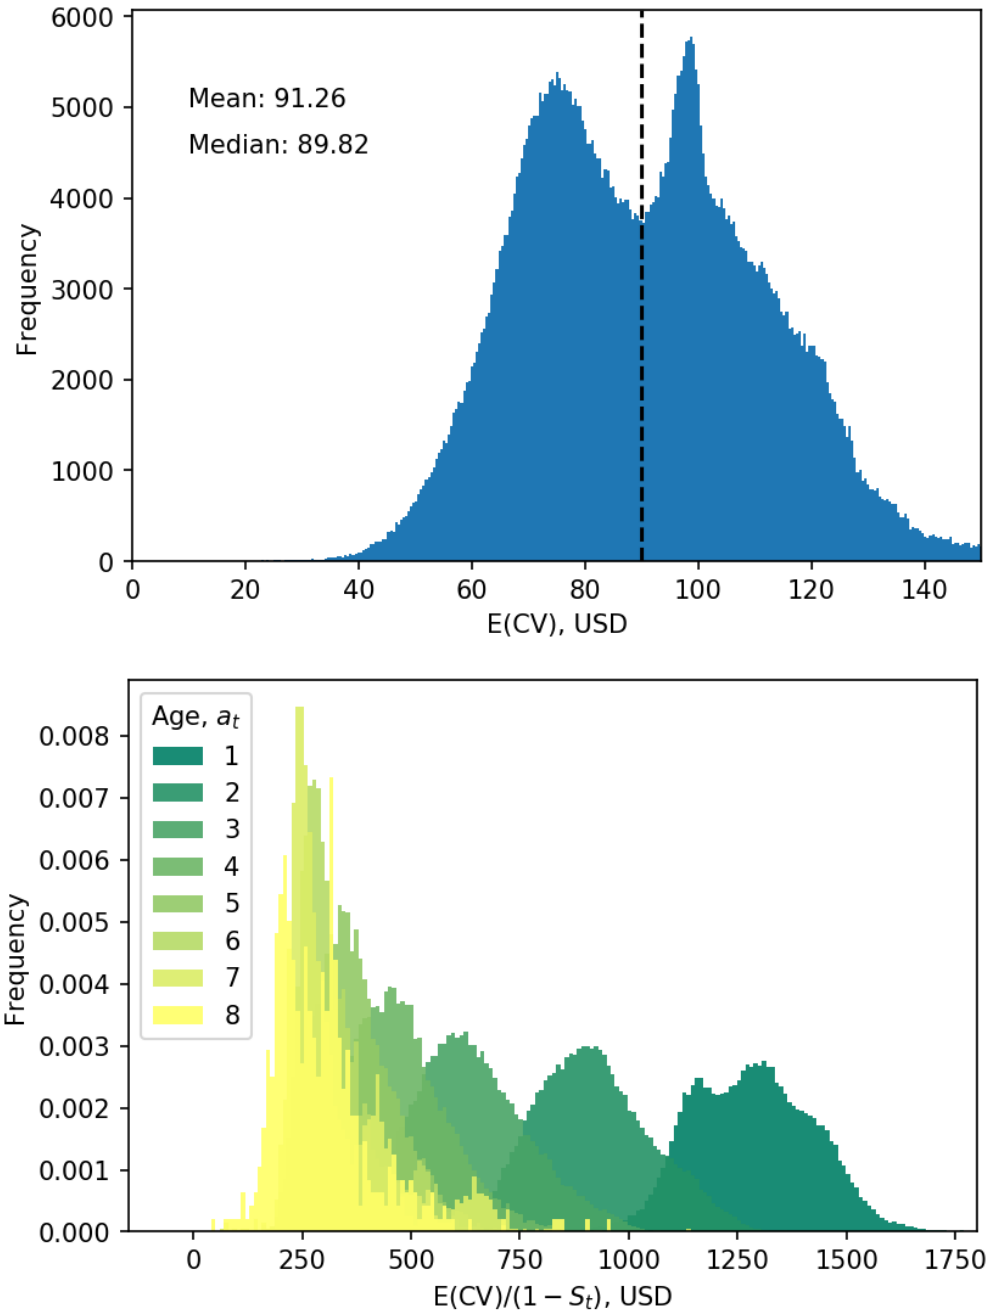 6000
5000
4000
3000
2000
1000
0
Frequency
Mean: 91.26
Median: 89.82
0 20 40 60 80 100 120 140
E(CV), USD
Age, a_t
1
2
3
4
5
6
7
8
0.008
0.007
0.006
0.005
0.004
0.003
0.002
0.001
0.000
Frequency
0 250 500 750 1000 1250 1500 1750
E(CV)/(1 − S_t), USD